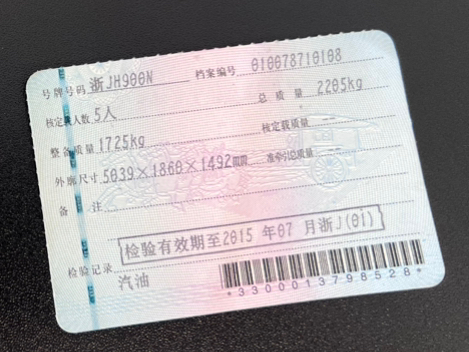 号牌号码 浙JH900N 档案编号 010078710108
核定载人数 5人 总质量 2205kg
整备质量 1725kg 核定载质量 --
外廓尺寸 5039×1860×1492mm 准牵引总质量 --
备注
检验有效期至2015年07月浙J(01)
检验记录
汽油
*3300013798528*